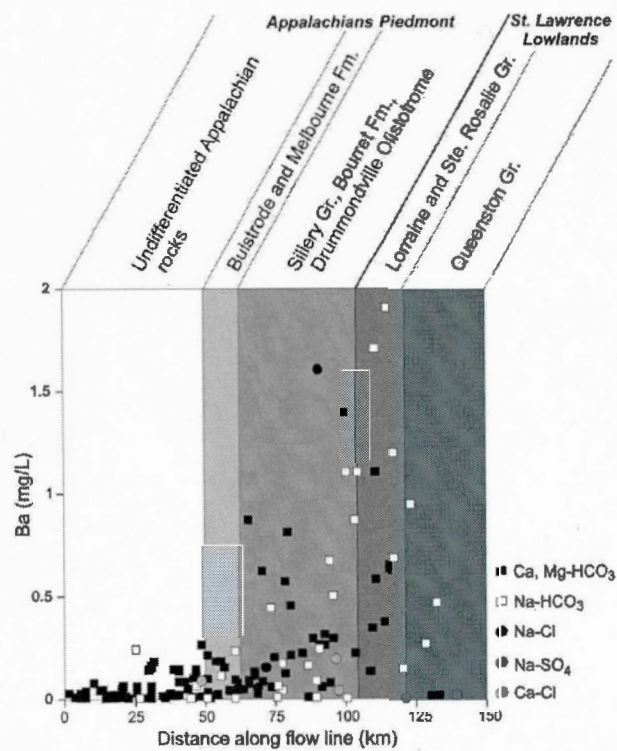 Appalachians Piedmont
St. Lawrence
Lowlands
Undifferentiated Appalachian
rocks
Bulstrode and Melbourne Fm.
Sillery Gr., Bourret Fm.,
Drummondville Olistotrome
Lorraine and Ste. Rosalie Gr.
Queenston Gr.
2
1.5
1
0.5
0
Ba (mg/L)
0 25 50 75 100 125 150
Distance along flow line (km)
Ca, Mg-HCO₃
Na-HCO₃
Na-Cl
Na-SO₄
Ca-Cl